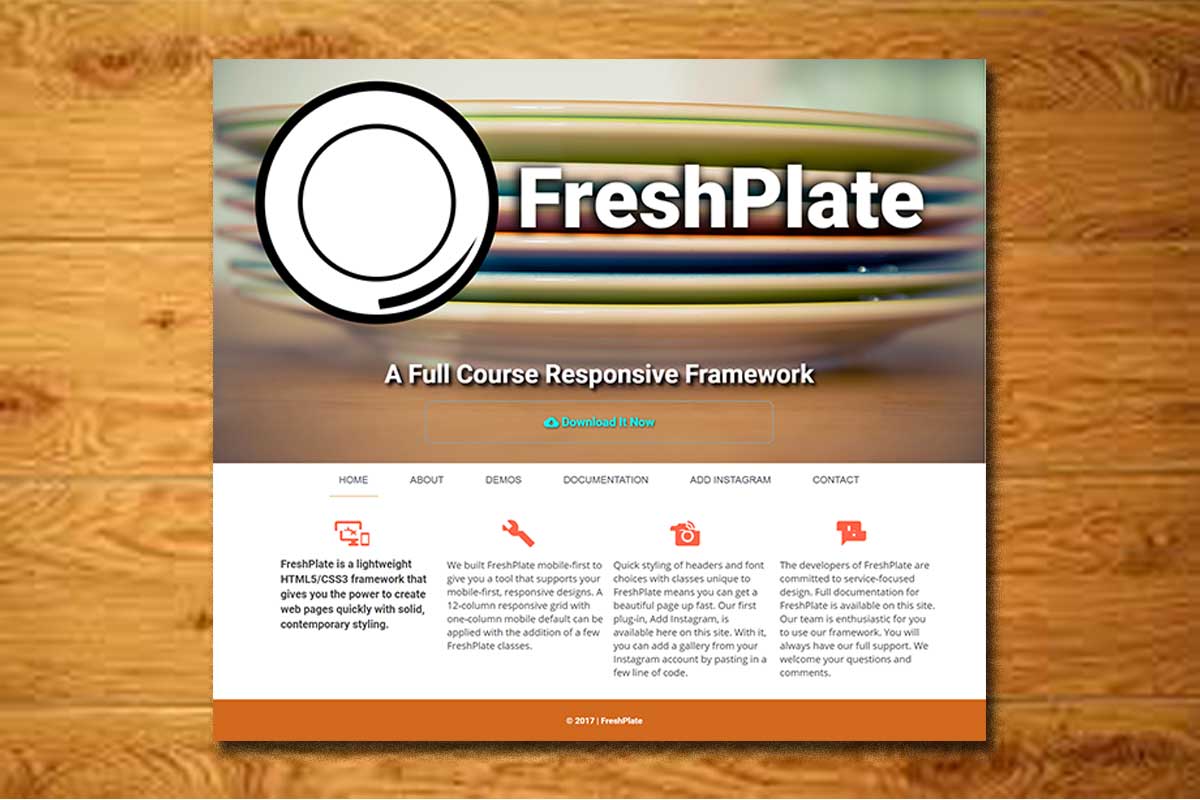 FreshPlate
A Full Course Responsive Framework
Download It Now
HOME ABOUT DEMOS DOCUMENTATION ADD INSTAGRAM CONTACT
FreshPlate is a lightweight
HTML5/CSS3 framework that
gives you the power to create
web pages quickly with solid,
contemporary styling.
We built FreshPlate mobile-first to
give you a tool that supports your
mobile-first, responsive designs. A
12-column responsive grid with
one-column mobile default can be
applied with the addition of a few
FreshPlate classes.
Quick styling of headers and font
choices with classes unique to
FreshPlate means you can get a
beautiful page up fast. Our first
plug-in, Add Instagram, is
available here on this site. With it,
you can add a gallery from your
Instagram account by pasting in a
few line of code.
The developers of FreshPlate are
committed to service-focused
design. Full documentation for
FreshPlate is available on this site.
Our team is enthusiastic for you
to use our framework. You will
always have our full support. We
welcome your questions and
comments.
© 2017 | FreshPlate